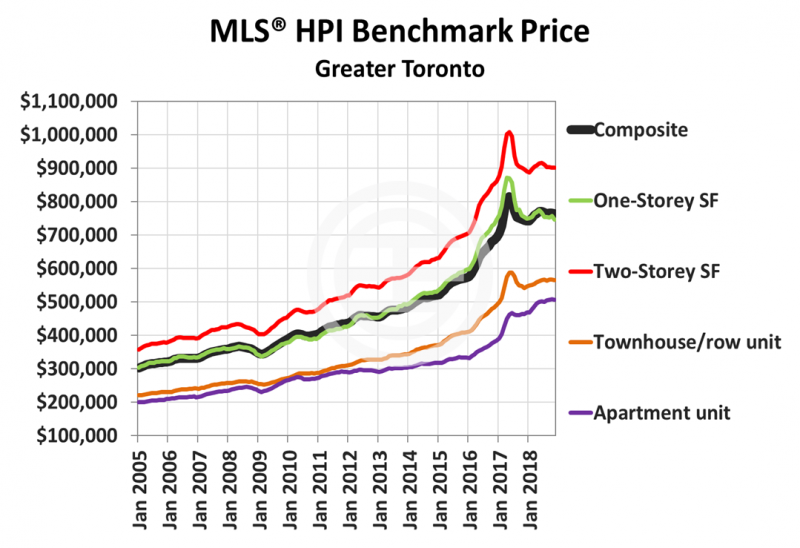 MLS® HPI Benchmark Price
Greater Toronto
$1,100,000
$1,000,000
$900,000
$800,000
$700,000
$600,000
$500,000
$400,000
$300,000
$200,000
$100,000
Jan 2005
Jan 2006
Jan 2007
Jan 2008
Jan 2009
Jan 2010
Jan 2011
Jan 2012
Jan 2013
Jan 2014
Jan 2015
Jan 2016
Jan 2017
Jan 2018
Composite
One-Storey SF
Two-Storey SF
Townhouse/row unit
Apartment unit